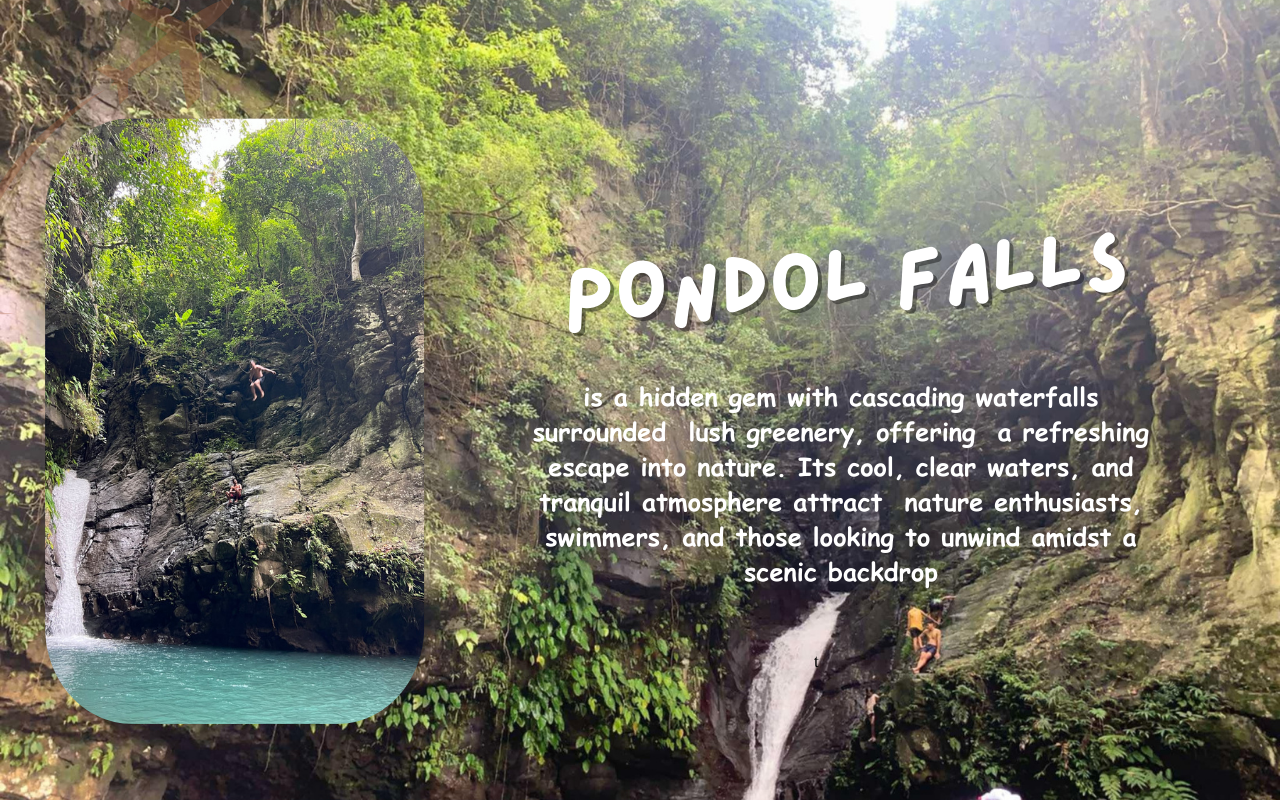 PONDOL FALLS
is a hidden gem with cascading waterfalls
surrounded lush greenery, offering a refreshing
escape into nature. Its cool, clear waters, and
tranquil atmosphere attract nature enthusiasts,
swimmers, and those looking to unwind amidst a
scenic backdrop
t